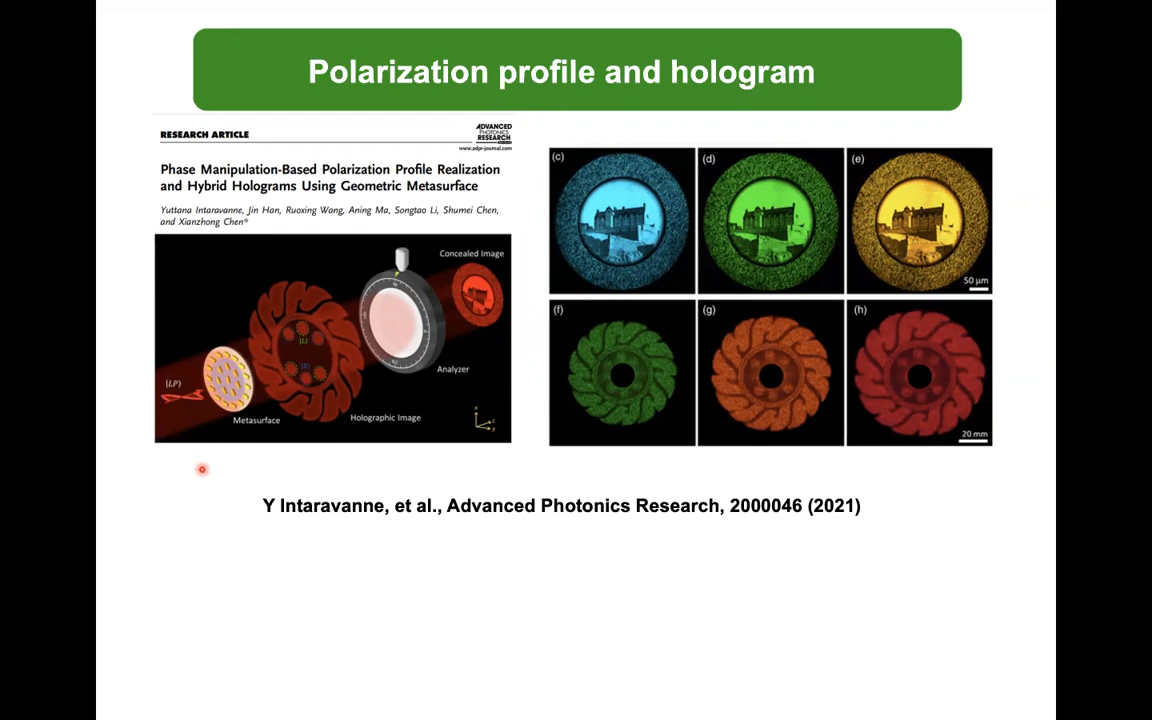 Polarization profile and hologram
RESEARCH ARTICLE
ADVANCED
PHOTONICS
RESEARCH
www.adpr-journal.com
Phase Manipulation-Based Polarization Profile Realization
and Hybrid Holograms Using Geometric Metasurface
Yuttana Intaravanne, Jin Han, Ruoxing Wang, Aning Ma, Songtao Li, Shumei Chen,
and Xianzhong Chen*
Concealed Image
|L⟩
|R⟩
|LP⟩
Analyzer
Metasurface
Holographic Image
x
z
y
(c)
(d)
(e)
50 µm
(f)
(g)
(h)
20 mm
Y Intaravanne, et al., Advanced Photonics Research, 2000046 (2021)